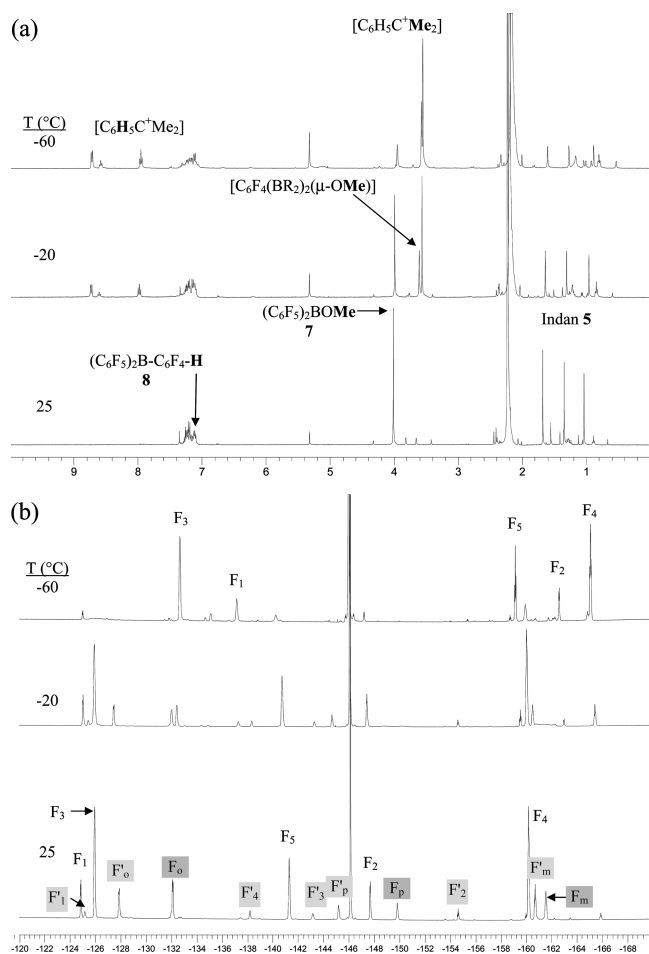 (a)
[C6H5C+Me2]
T (°C)
-60
[C6H5C+Me2]
[C6F4(BR2)2(μ-OMe)]
-20
(C6F5)2BOMe
7
Indan 5
(C6F5)2B-C6F4-H
8
25
9 8 7 6 5 4 3 2 1
(b)
F3
F5
F4
T (°C)
-60
F1
F2
-20
F3
25
F1
F5
F4
F'o
Fo
F2
F'm
F'1
F'4
F'3
F'p
Fp
F'2
Fm
-120 -122 -124 -126 -128 -130 -132 -134 -136 -138 -140 -142 -144 -146 -148 -150 -152 -154 -156 -158 -160 -162 -164 -166 -168